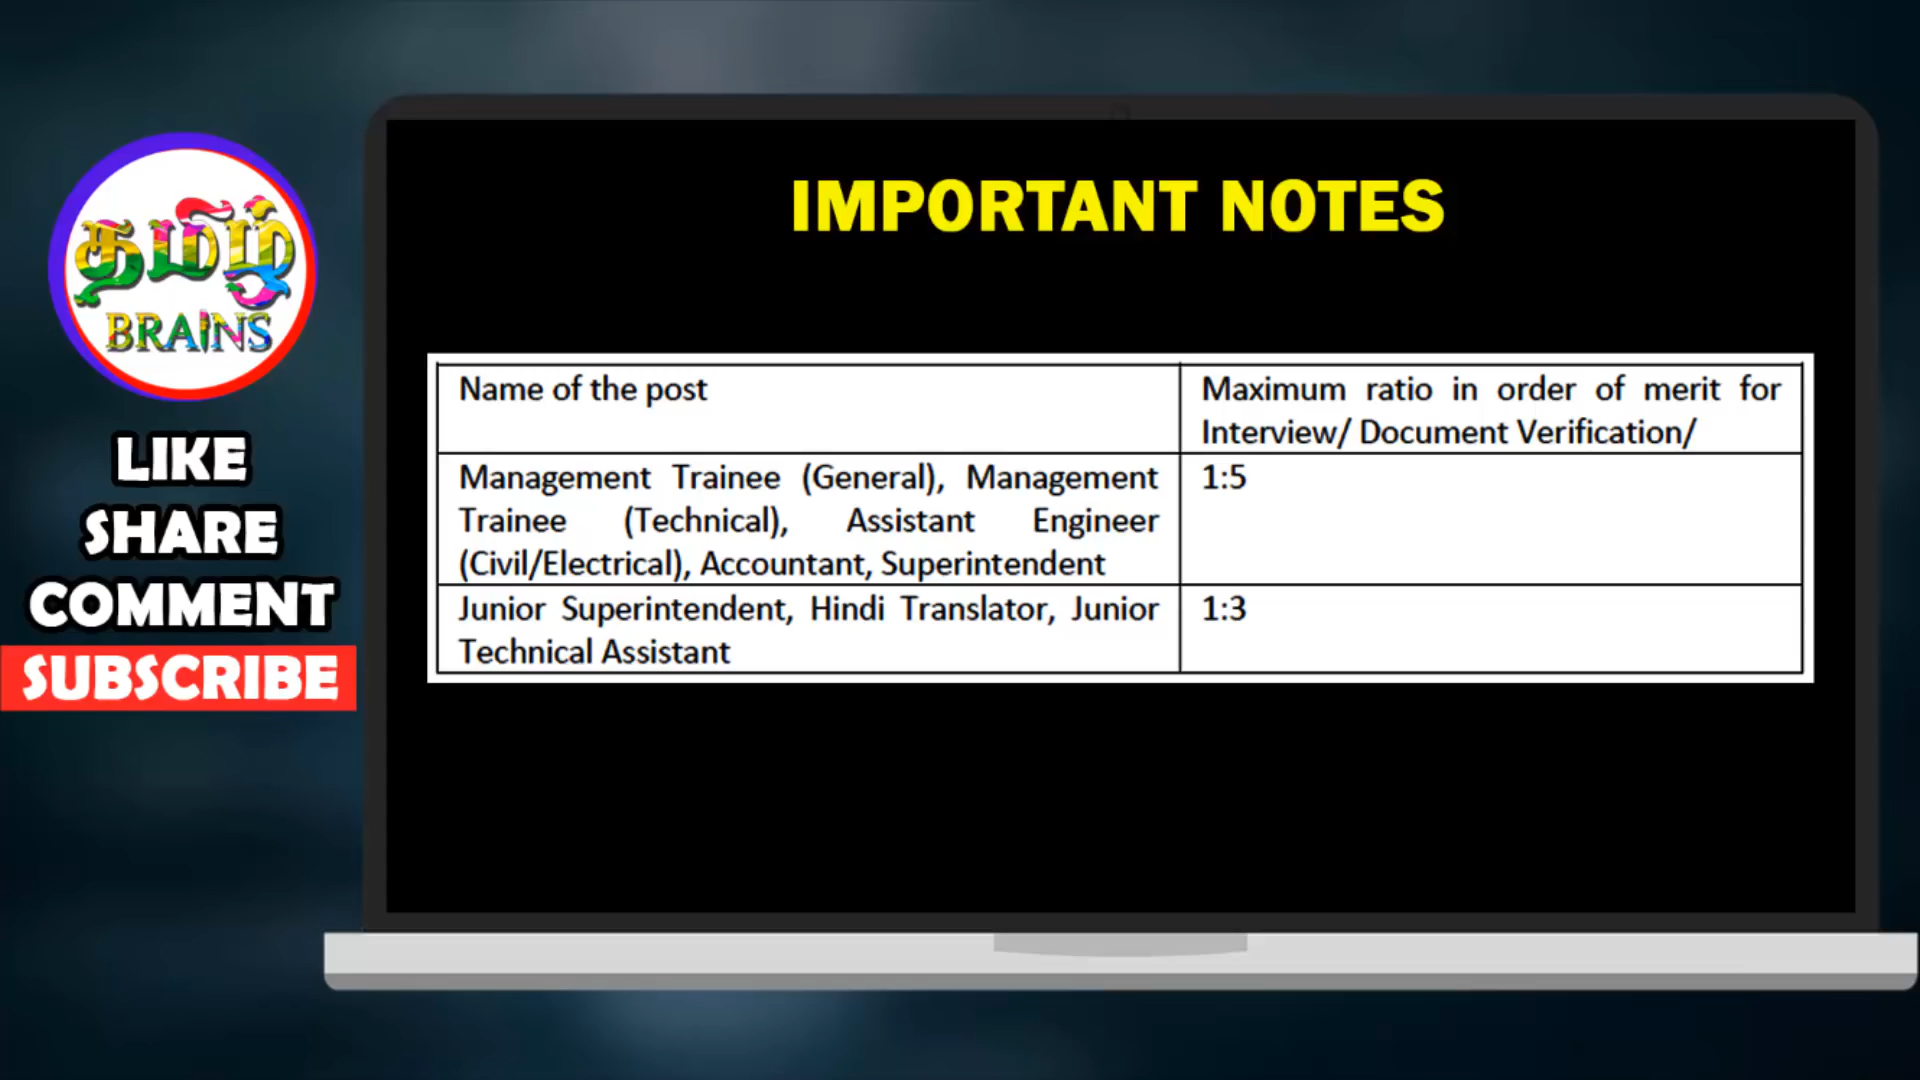 தமிழ்
BRAINS
LIKE
SHARE
COMMENT
SUBSCRIBE
IMPORTANT NOTES
Name of the post
Maximum ratio in order of merit for
Interview/ Document Verification/
Management Trainee (General), Management
Trainee (Technical), Assistant Engineer
(Civil/Electrical), Accountant, Superintendent
1:5
Junior Superintendent, Hindi Translator, Junior
Technical Assistant
1:3